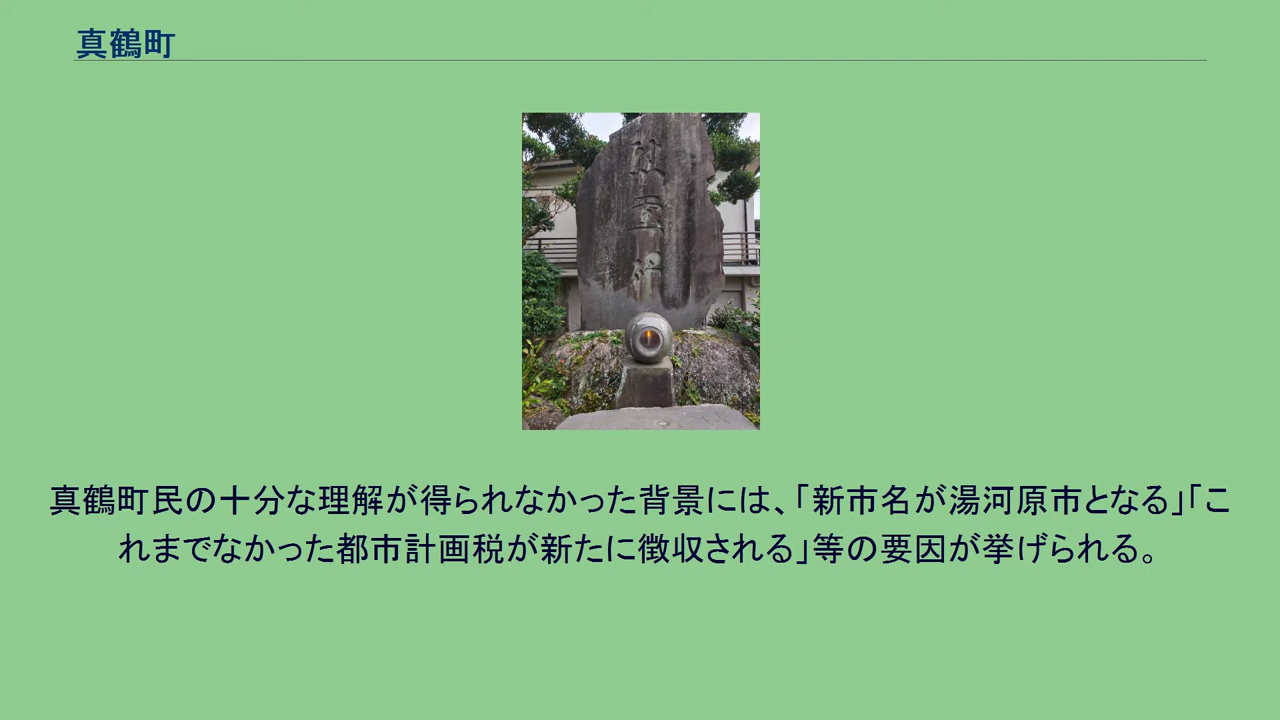 真鶴町
真鶴町民の十分な理解が得られなかった背景には、「新市名が湯河原市となる」「こ
れまでなかった都市計画税が新たに徴収される」等の要因が挙げられる。